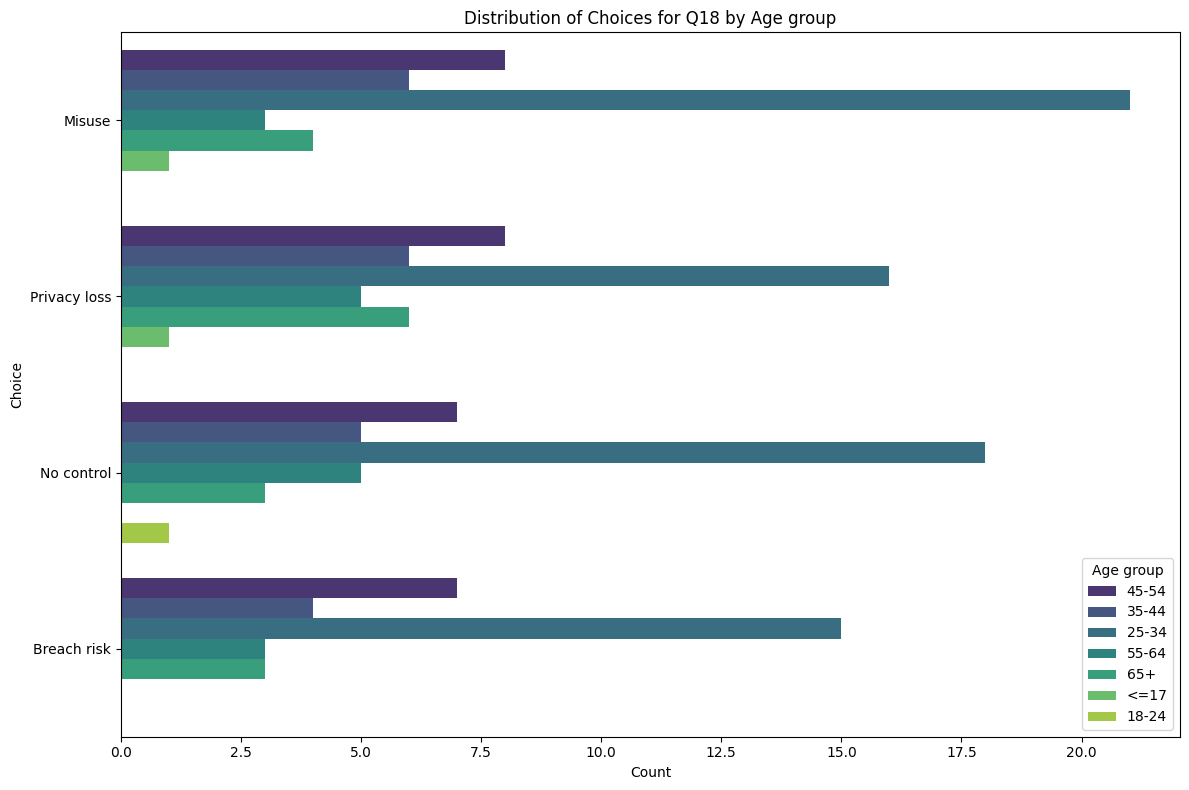 Distribution of Choices for Q18 by Age group
Choice
Misuse
Privacy loss
No control
Breach risk
0.0 2.5 5.0 7.5 10.0 12.5 15.0 17.5 20.0
Count
Age group
45-54
35-44
25-34
55-64
65+
<=17
18-24